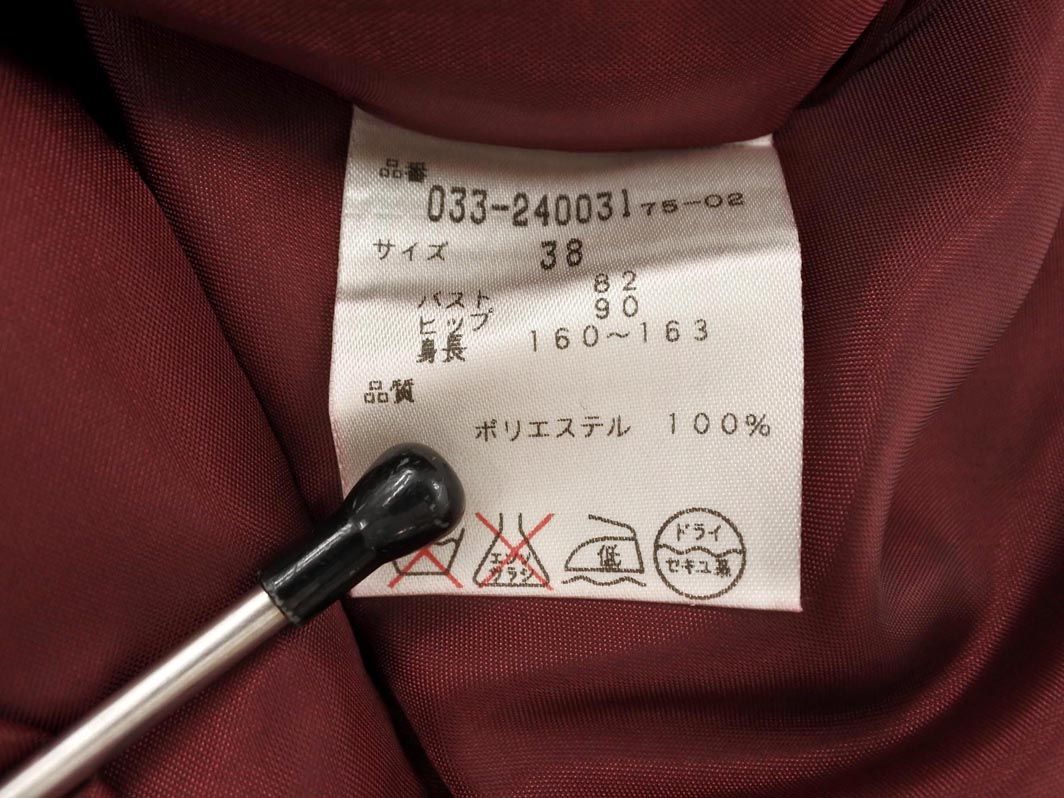 品番
033-240031 75-02
サイズ 38
バスト 82
ヒップ 90
身長 160～163
品質
ポリエステル 100%
エンソ
サラシ
低
ドライ
セキユ系